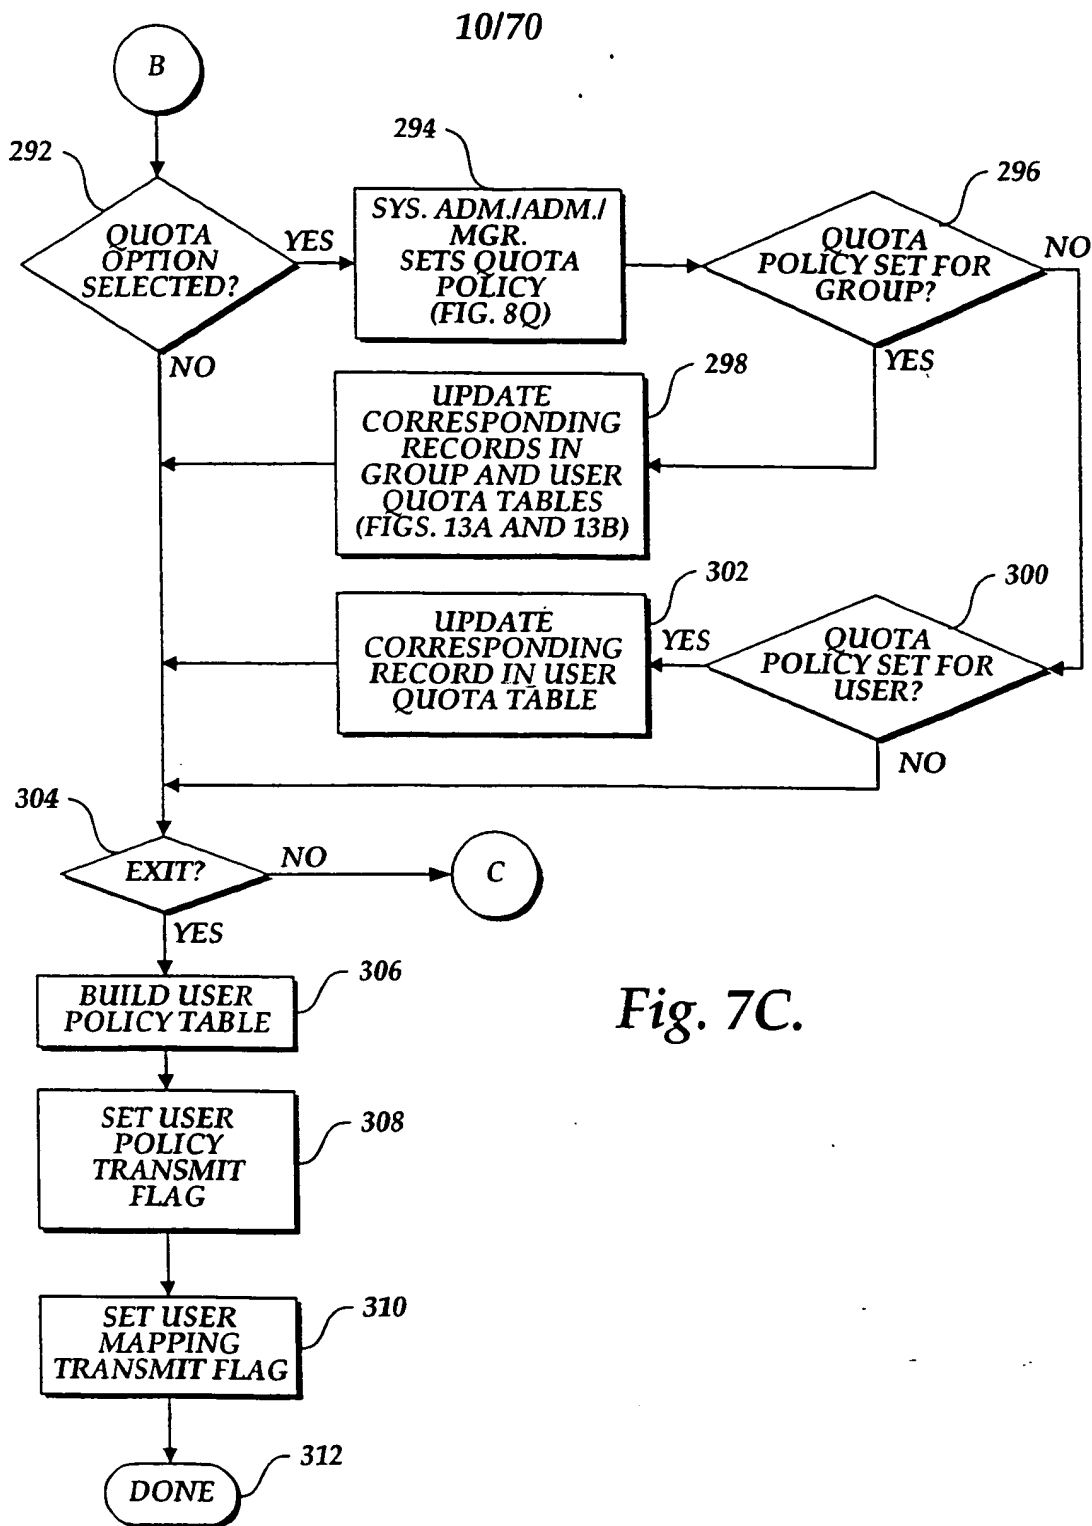 10/70
B
292
QUOTA
OPTION
SELECTED?
YES
NO
294
SYS. ADM./ADM./
MGR.
SETS QUOTA
POLICY
(FIG. 8Q)
296
QUOTA
POLICY SET FOR
GROUP?
NO
YES
298
UPDATE
CORRESPONDING
RECORDS IN
GROUP AND USER
QUOTA TABLES
(FIGS. 13A AND 13B)
302
UPDATE
CORRESPONDING
RECORD IN USER
QUOTA TABLE
YES
300
QUOTA
POLICY SET FOR
USER?
NO
304
EXIT?
NO
C
YES
306
BUILD USER
POLICY TABLE
Fig. 7C.
308
SET USER
POLICY
TRANSMIT
FLAG
310
SET USER
MAPPING
TRANSMIT FLAG
312
DONE